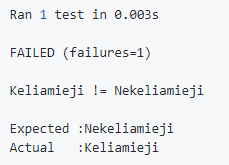 Ran 1 test in 0.003s
FAILED (failures=1)
Keliamieji != Nekeliamieji
Expected :Nekeliamieji
Actual   :Keliamieji